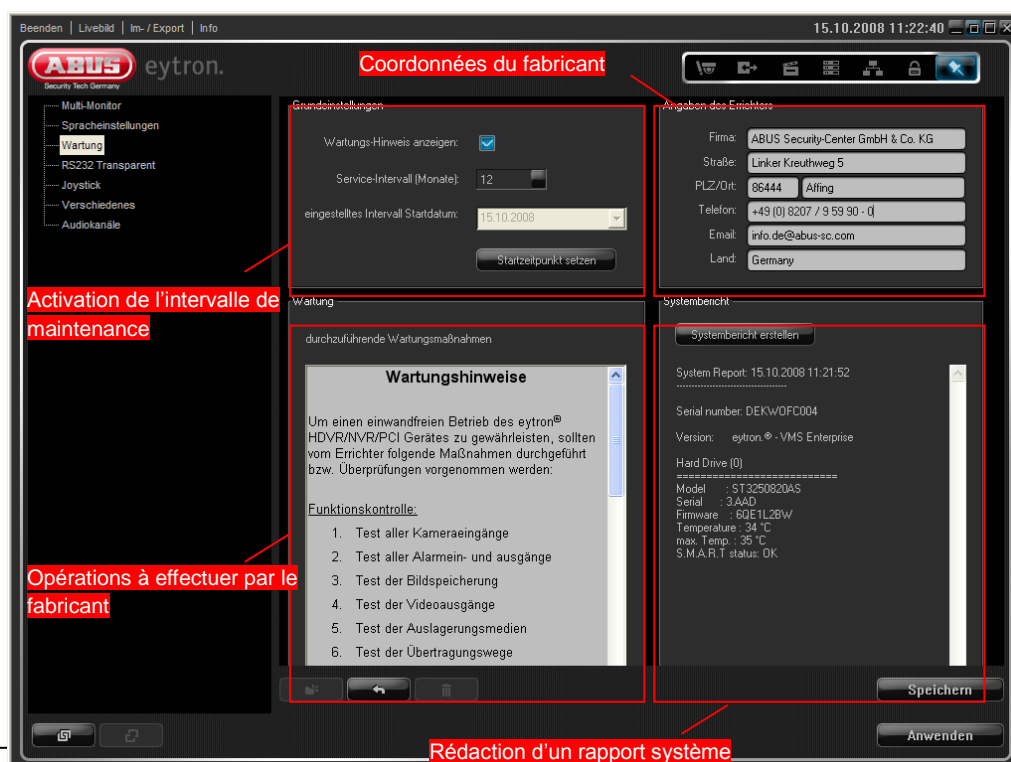 Beenden | Livebild | Im- / Export | Info
15.10.2008 11:22:40
ABUS eytron.
Security Tech Germany
Coordonnées du fabricant
Multi-Monitor
Spracheinstellungen
Wartung
RS232 Transparent
Joystick
Verschiedenes
Audiokanäle
Grundeinstellungen
Wartungs-Hinweis anzeigen:
Service-Intervall (Monate): 12
eingestelltes Intervall Startdatum: 15.10.2008
Startzeitpunkt setzen
Angaben des Errichters
Firma: ABUS Security-Center GmbH & Co. KG
Straße: Linker Kreuthweg 5
PLZ/Ort: 86444 Affing
Telefon: +49 (0) 8207 / 9 59 90 - 0
Email: info.de@abus-sc.com
Land: Germany
Activation de l'intervalle de
maintenance
Wartung
durchzuführende Wartungsmaßnahmen
Wartungshinweise
Um einen einwandfreien Betrieb des eytron®
HDVR/NVR/PCI Gerätes zu gewährleisten, sollten
vom Errichter folgende Maßnahmen durchgeführt
bzw. Überprüfungen vorgenommen werden:
Funktionskontrolle:
1. Test aller Kameraeingänge
2. Test aller Alarmein- und ausgänge
3. Test der Bildspeicherung
4. Test der Videoausgänge
5. Test der Auslagerungsmedien
6. Test der Übertragungswege
Opérations à effectuer par le
fabricant
Systembericht
Systembericht erstellen
System Report: 15.10.2008 11:21:52
------------------------------------
Serial number: DEKWOFC004
Version: eytron.® - VMS Enterprise
Hard Drive (0)
===========================
Model : ST3250820AS
Serial : 3.AAD
Firmware : 6QE1L2BW
Temperature : 34 °C
max. Temp. : 35 °C
S.M.A.R.T status: OK
Speichern
Anwenden
Rédaction d'un rapport système